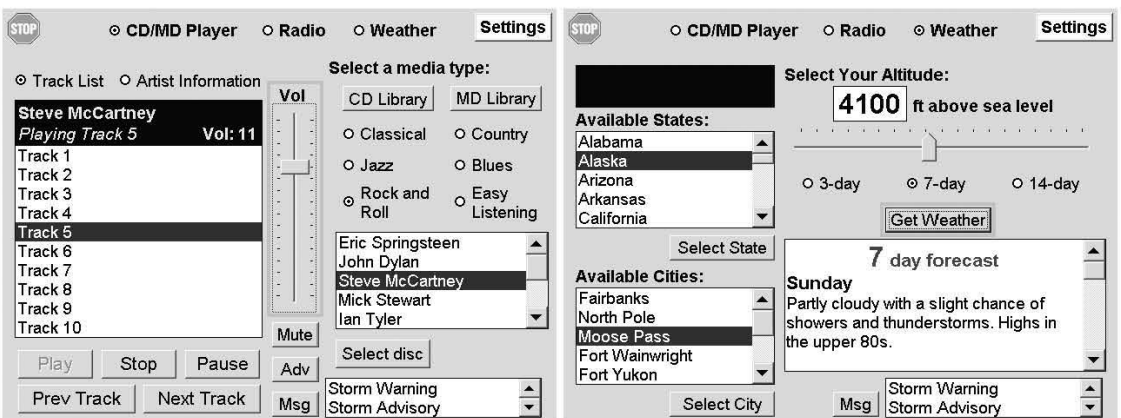 STOP
CD/MD Player
Radio
Weather
Settings
Track List
Artist Information
Steve McCartney
Playing Track 5 Vol: 11
Track 1
Track 2
Track 3
Track 4
Track 5
Track 6
Track 7
Track 8
Track 9
Track 10
Play
Stop
Pause
Prev Track
Next Track
Vol
Mute
Adv
Msg
Select a media type:
CD Library
MD Library
Classical
Country
Jazz
Blues
Rock and
Roll
Easy
Listening
Eric Springsteen
John Dylan
Steve McCartney
Mick Stewart
Ian Tyler
Select disc
Storm Warning
Storm Advisory
STOP
CD/MD Player
Radio
Weather
Settings
Available States:
Alabama
Alaska
Arizona
Arkansas
California
Select State
Available Cities:
Fairbanks
North Pole
Moose Pass
Fort Wainwright
Fort Yukon
Select City
Select Your Altitude:
4100 ft above sea level
3-day
7-day
14-day
Get Weather
7 day forecast
Sunday
Partly cloudy with a slight chance of
showers and thunderstorms. Highs in
the upper 80s.
Msg
Storm Warning
Storm Advisory